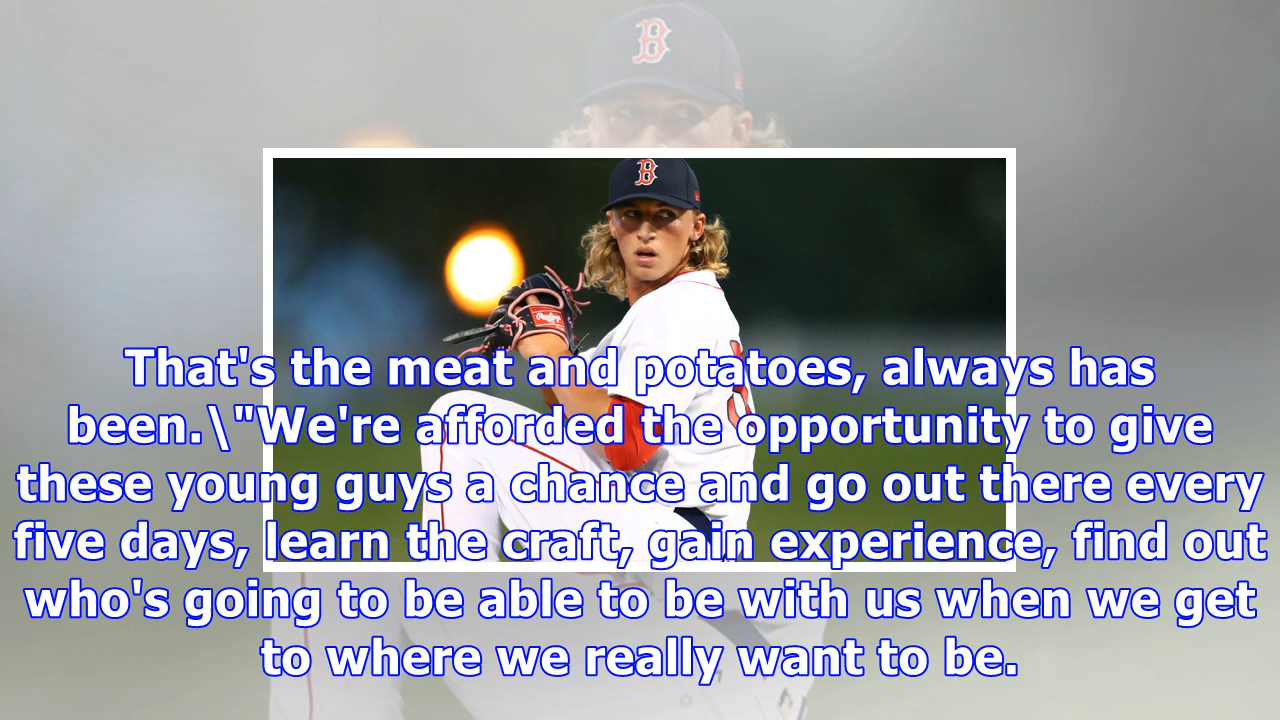 B
B
Rawlings
That's the meat and potatoes, always has
been.\"We're afforded the opportunity to give
these young guys a chance and go out there every
five days, learn the craft, gain experience, find out
who's going to be able to be with us when we get
to where we really want to be.